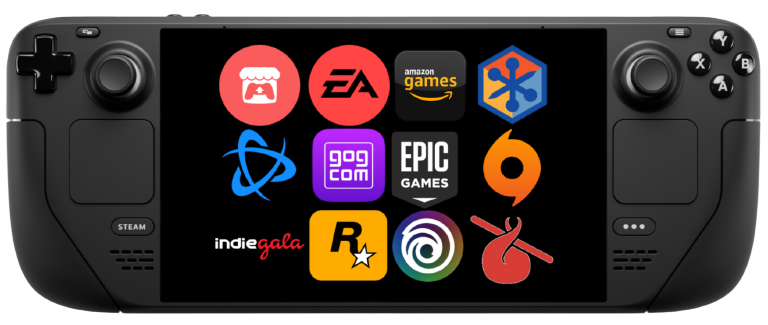 Y
X
B
A
EA
amazon
games
gog
com
EPIC
GAMES
STEAM
indiegala
R